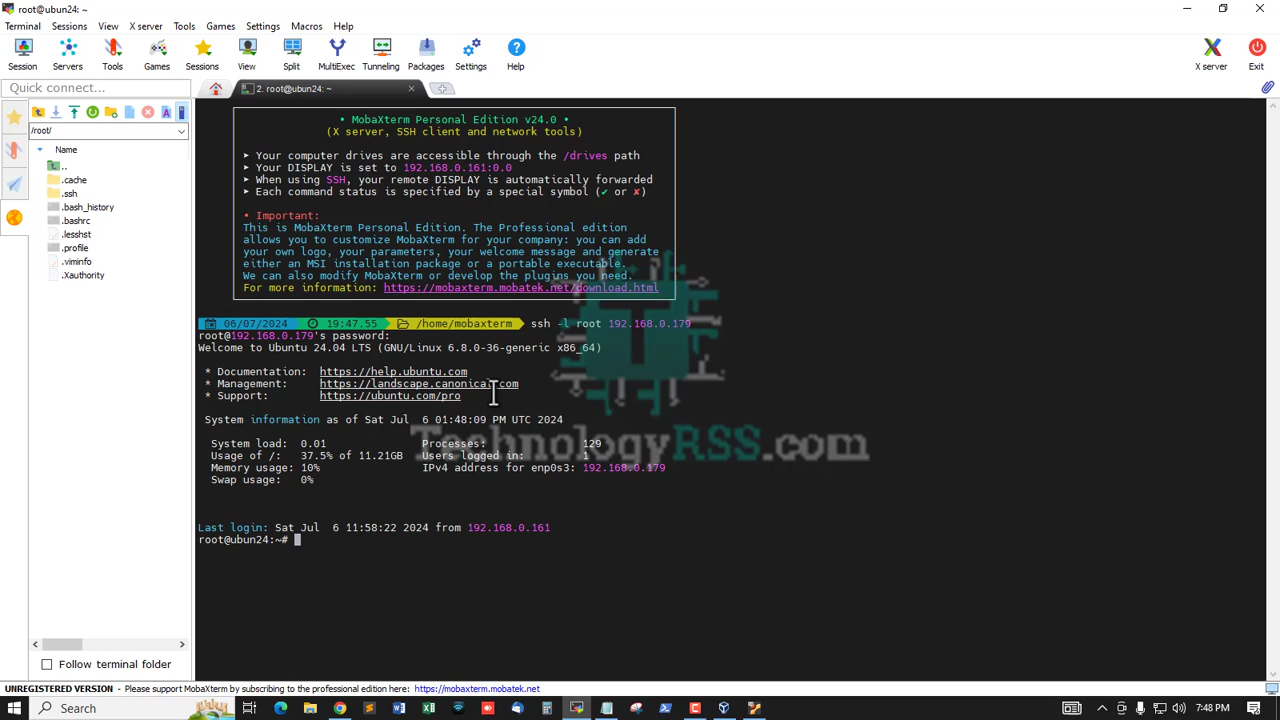 root@ubun24: ~
Terminal Sessions View X server Tools Games Settings Macros Help
Session Servers Tools Games Sessions View Split MultiExec Tunneling Packages Settings Help X server Exit
Quick connect...
2. root@ubun24: ~
/root/
Name
..
.cache
.ssh
.bash_history
.bashrc
.lesshst
.profile
.viminfo
.Xauthority
• MobaXterm Personal Edition v24.0 •
(X server, SSH client and network tools)
➤ Your computer drives are accessible through the /drives path
➤ Your DISPLAY is set to 192.168.0.161:0.0
➤ When using SSH, your remote DISPLAY is automatically forwarded
➤ Each command status is specified by a special symbol (✔ or ✘)
• Important:
This is MobaXterm Personal Edition. The Professional edition
allows you to customize MobaXterm for your company: you can add
your own logo, your parameters, your welcome message and generate
either an MSI installation package or a portable executable.
We can also modify MobaXterm or develop the plugins you need.
For more information: https://mobaxterm.mobatek.net/download.html
06/07/2024 19:47.55 /home/mobaxterm ssh -l root 192.168.0.179
root@192.168.0.179's password:
Welcome to Ubuntu 24.04 LTS (GNU/Linux 6.8.0-36-generic x86_64)
* Documentation: https://help.ubuntu.com
* Management: https://landscape.canonical.com
* Support: https://ubuntu.com/pro
System information as of Sat Jul 6 01:48:09 PM UTC 2024
System load: 0.01 Processes: 129
Usage of /: 37.5% of 11.21GB Users logged in: 1
Memory usage: 10% IPv4 address for enp0s3: 192.168.0.179
Swap usage: 0%
TechnologyRSS.com
Last login: Sat Jul 6 11:58:22 2024 from 192.168.0.161
root@ubun24:~#
Follow terminal folder
UNREGISTERED VERSION - Please support MobaXterm by subscribing to the professional edition here: https://mobaxterm.mobatek.net
Search
7:48 PM